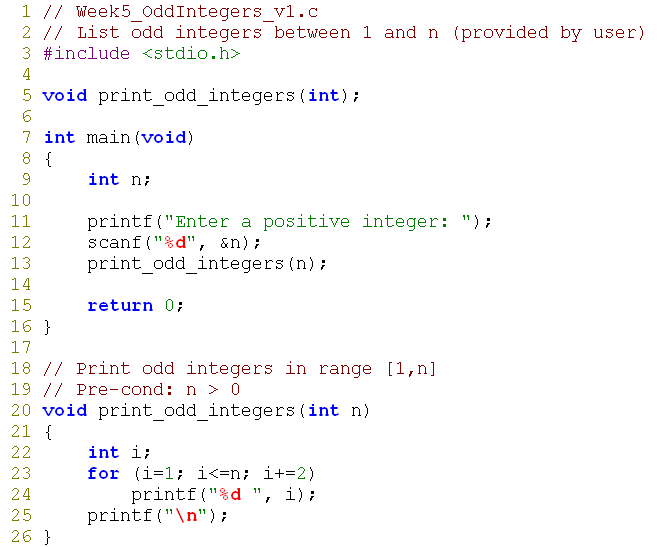 1 // Week5_OddIntegers_v1.c
2 // List odd integers between 1 and n (provided by user)
3 #include <stdio.h>
4
5 void print_odd_integers(int);
6
7 int main(void)
8 {
9     int n;
10
11     printf("Enter a positive integer: ");
12     scanf("%d", &n);
13     print_odd_integers(n);
14
15     return 0;
16 }
17
18 // Print odd integers in range [1,n]
19 // Pre-cond: n > 0
20 void print_odd_integers(int n)
21 {
22     int i;
23     for (i=1; i<=n; i+=2)
24         printf("%d ", i);
25     printf("\n");
26 }